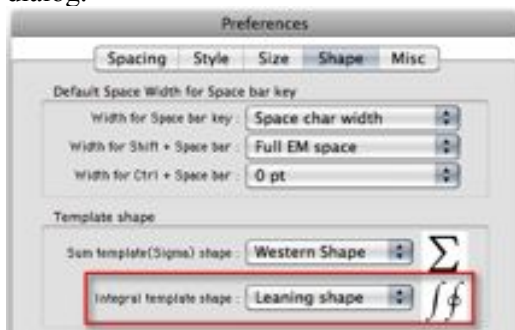 dialog.
Preferences
Spacing Style Size Shape Misc
Default Space Width for Space bar key
Width for Space bar key : Space char width
Width for Shift + Space bar : Full EM space
Width for Ctrl + Space bar : 0 pt
Template shape
Sum template(Sigma) shape : Western Shape ∑
Integral template shape : Leaning shape ∫∮